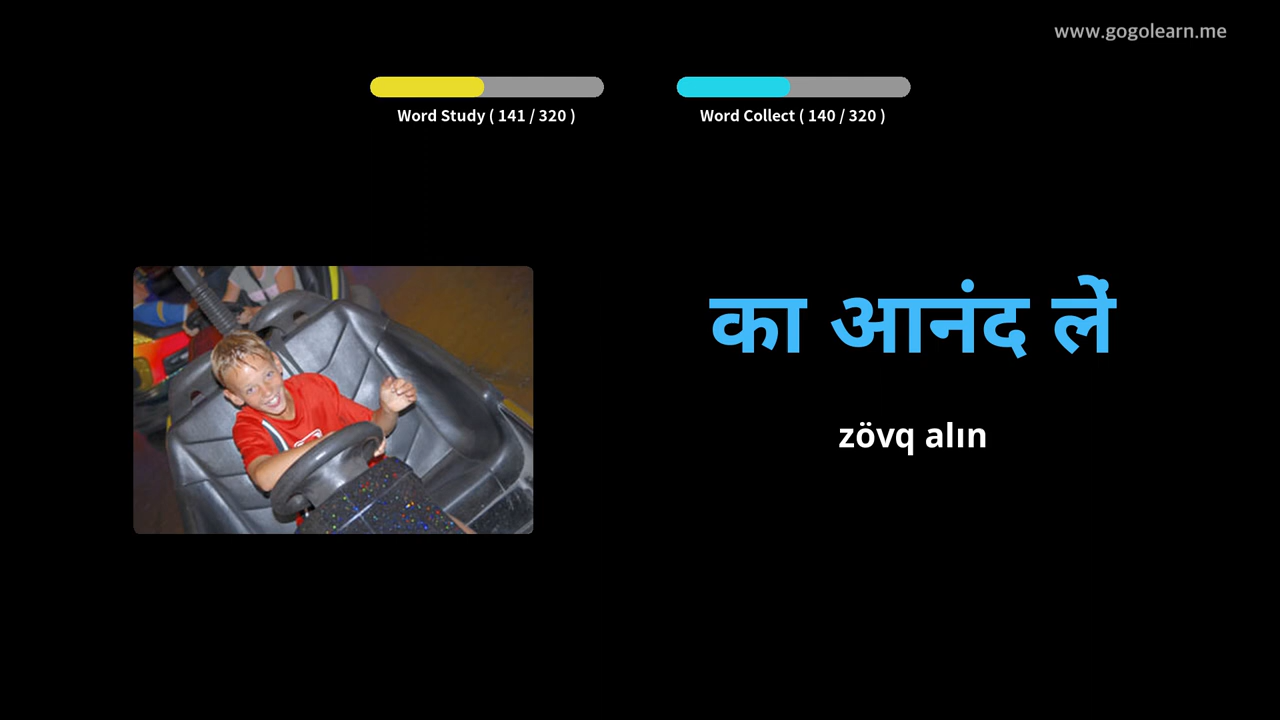 www.gogolearn.me
Word Study ( 141 / 320 )
Word Collect ( 140 / 320 )
का आनंद लें
zövq alın